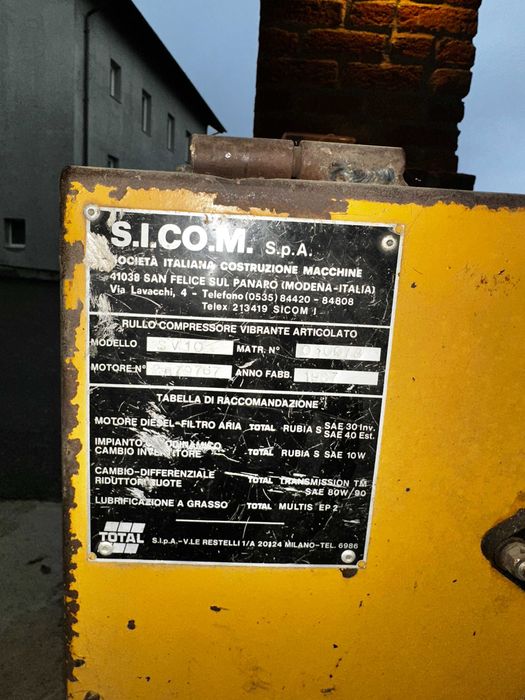 S.I.CO.M. S.p.A.
SOCIETÀ ITALIANA COSTRUZIONE MACCHINE
41038 SAN FELICE SUL PANARO (MODENA-ITALIA)
Via Lavacchi, 4 - Telefono (0535) 84420 - 84808
Telex 213419 SICOM I
RULLO COMPRESSORE VIBRANTE ARTICOLATO
MODELLO SV10 MATR. N°
MOTORE N° ANNO FABB.
TABELLA DI RACCOMANDAZIONE
MOTORE DIESEL-FILTRO ARIA TOTAL RUBIA S SAE 30 Inv.
SAE 40 Est.
IMPIANTO
CAMBIO INVERTITORE TOTAL RUBIA S SAE 10W
CAMBIO-DIFFERENZIALE TOTAL TRANSMISSION TM
RIDUTTORI RUOTE SAE 80W/90
LUBRIFICAZIONE A GRASSO TOTAL MULTIS EP 2
TOTAL S.I.p.A.-V.LE RESTELLI 1/A 20124 MILANO-TEL. 6986